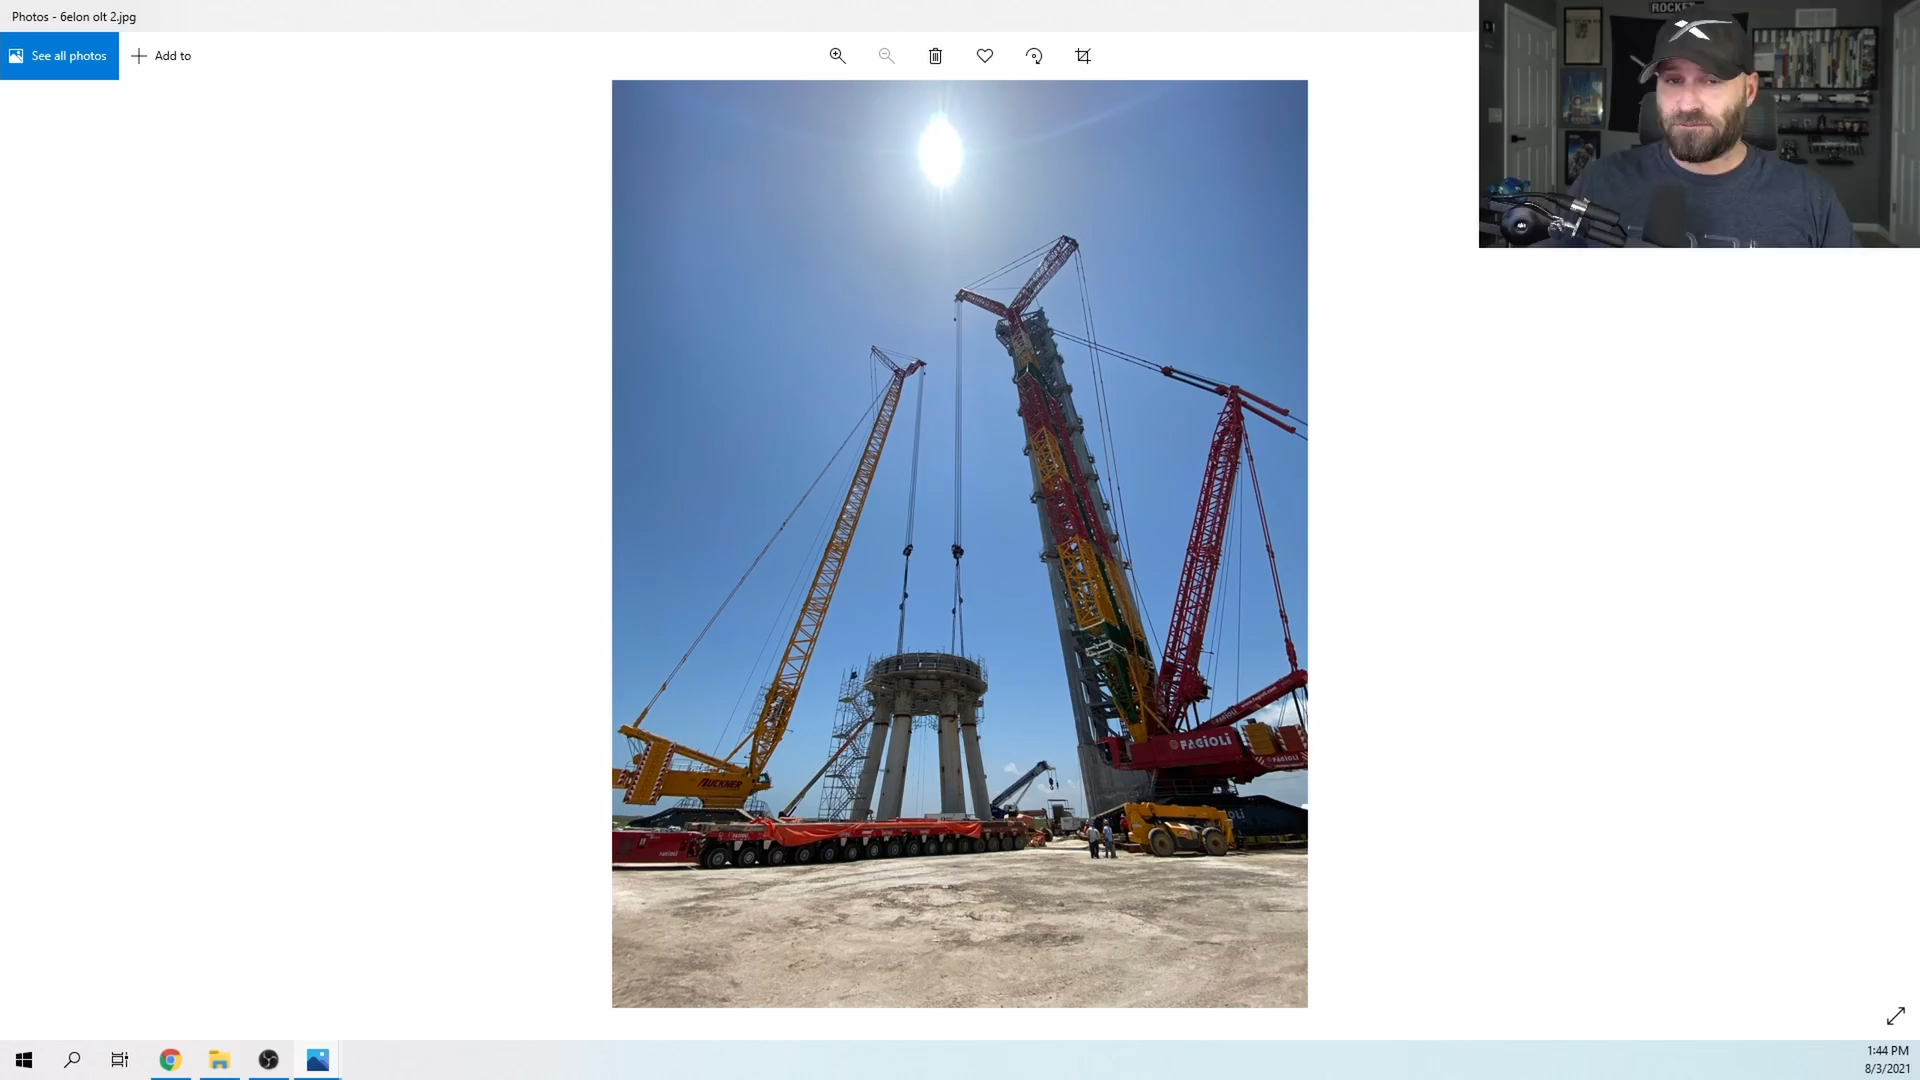 Photos - 6elon olt 2.jpg
See all photos
Add to
ROCKET
BUCKNER
FAGIOLI
FAGIOLI
1:44 PM
8/3/2021